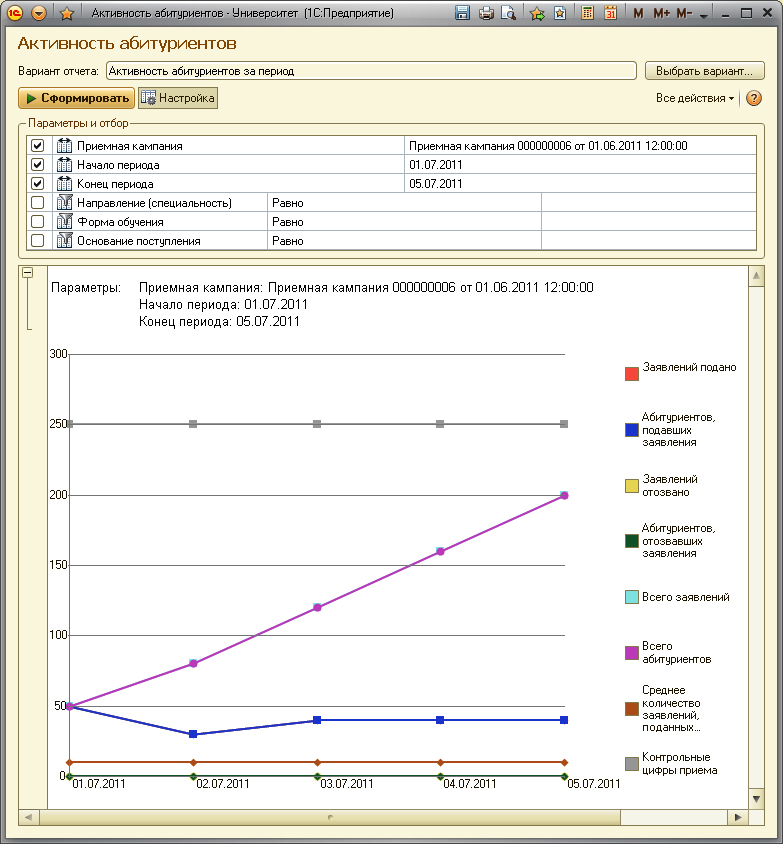 Активность абитуриентов - Университет (1С:Предприятие)
M M+ M-
Активность абитуриентов
Вариант отчета: Активность абитуриентов за период Выбрать вариант...
Сформировать Настройка Все действия ?
Параметры и отбор
Приемная кампания Приемная кампания 000000006 от 01.06.2011 12:00:00
Начало периода 01.07.2011
Конец периода 05.07.2011
Направление (специальность) Равно
Форма обучения Равно
Основание поступления Равно
Параметры: Приемная кампания: Приемная кампания 000000006 от 01.06.2011 12:00:00
Начало периода: 01.07.2011
Конец периода: 05.07.2011
300
250
200
150
100
50
0
01.07.2011 02.07.2011 03.07.2011 04.07.2011 05.07.2011
Заявлений подано
Абитуриентов,
подавших
заявления
Заявлений
отозвано
Абитуриентов,
отозвавших
заявления
Всего заявлений
Всего
абитуриентов
Среднее
количество
заявлений,
поданных...
Контрольные
цифры приема